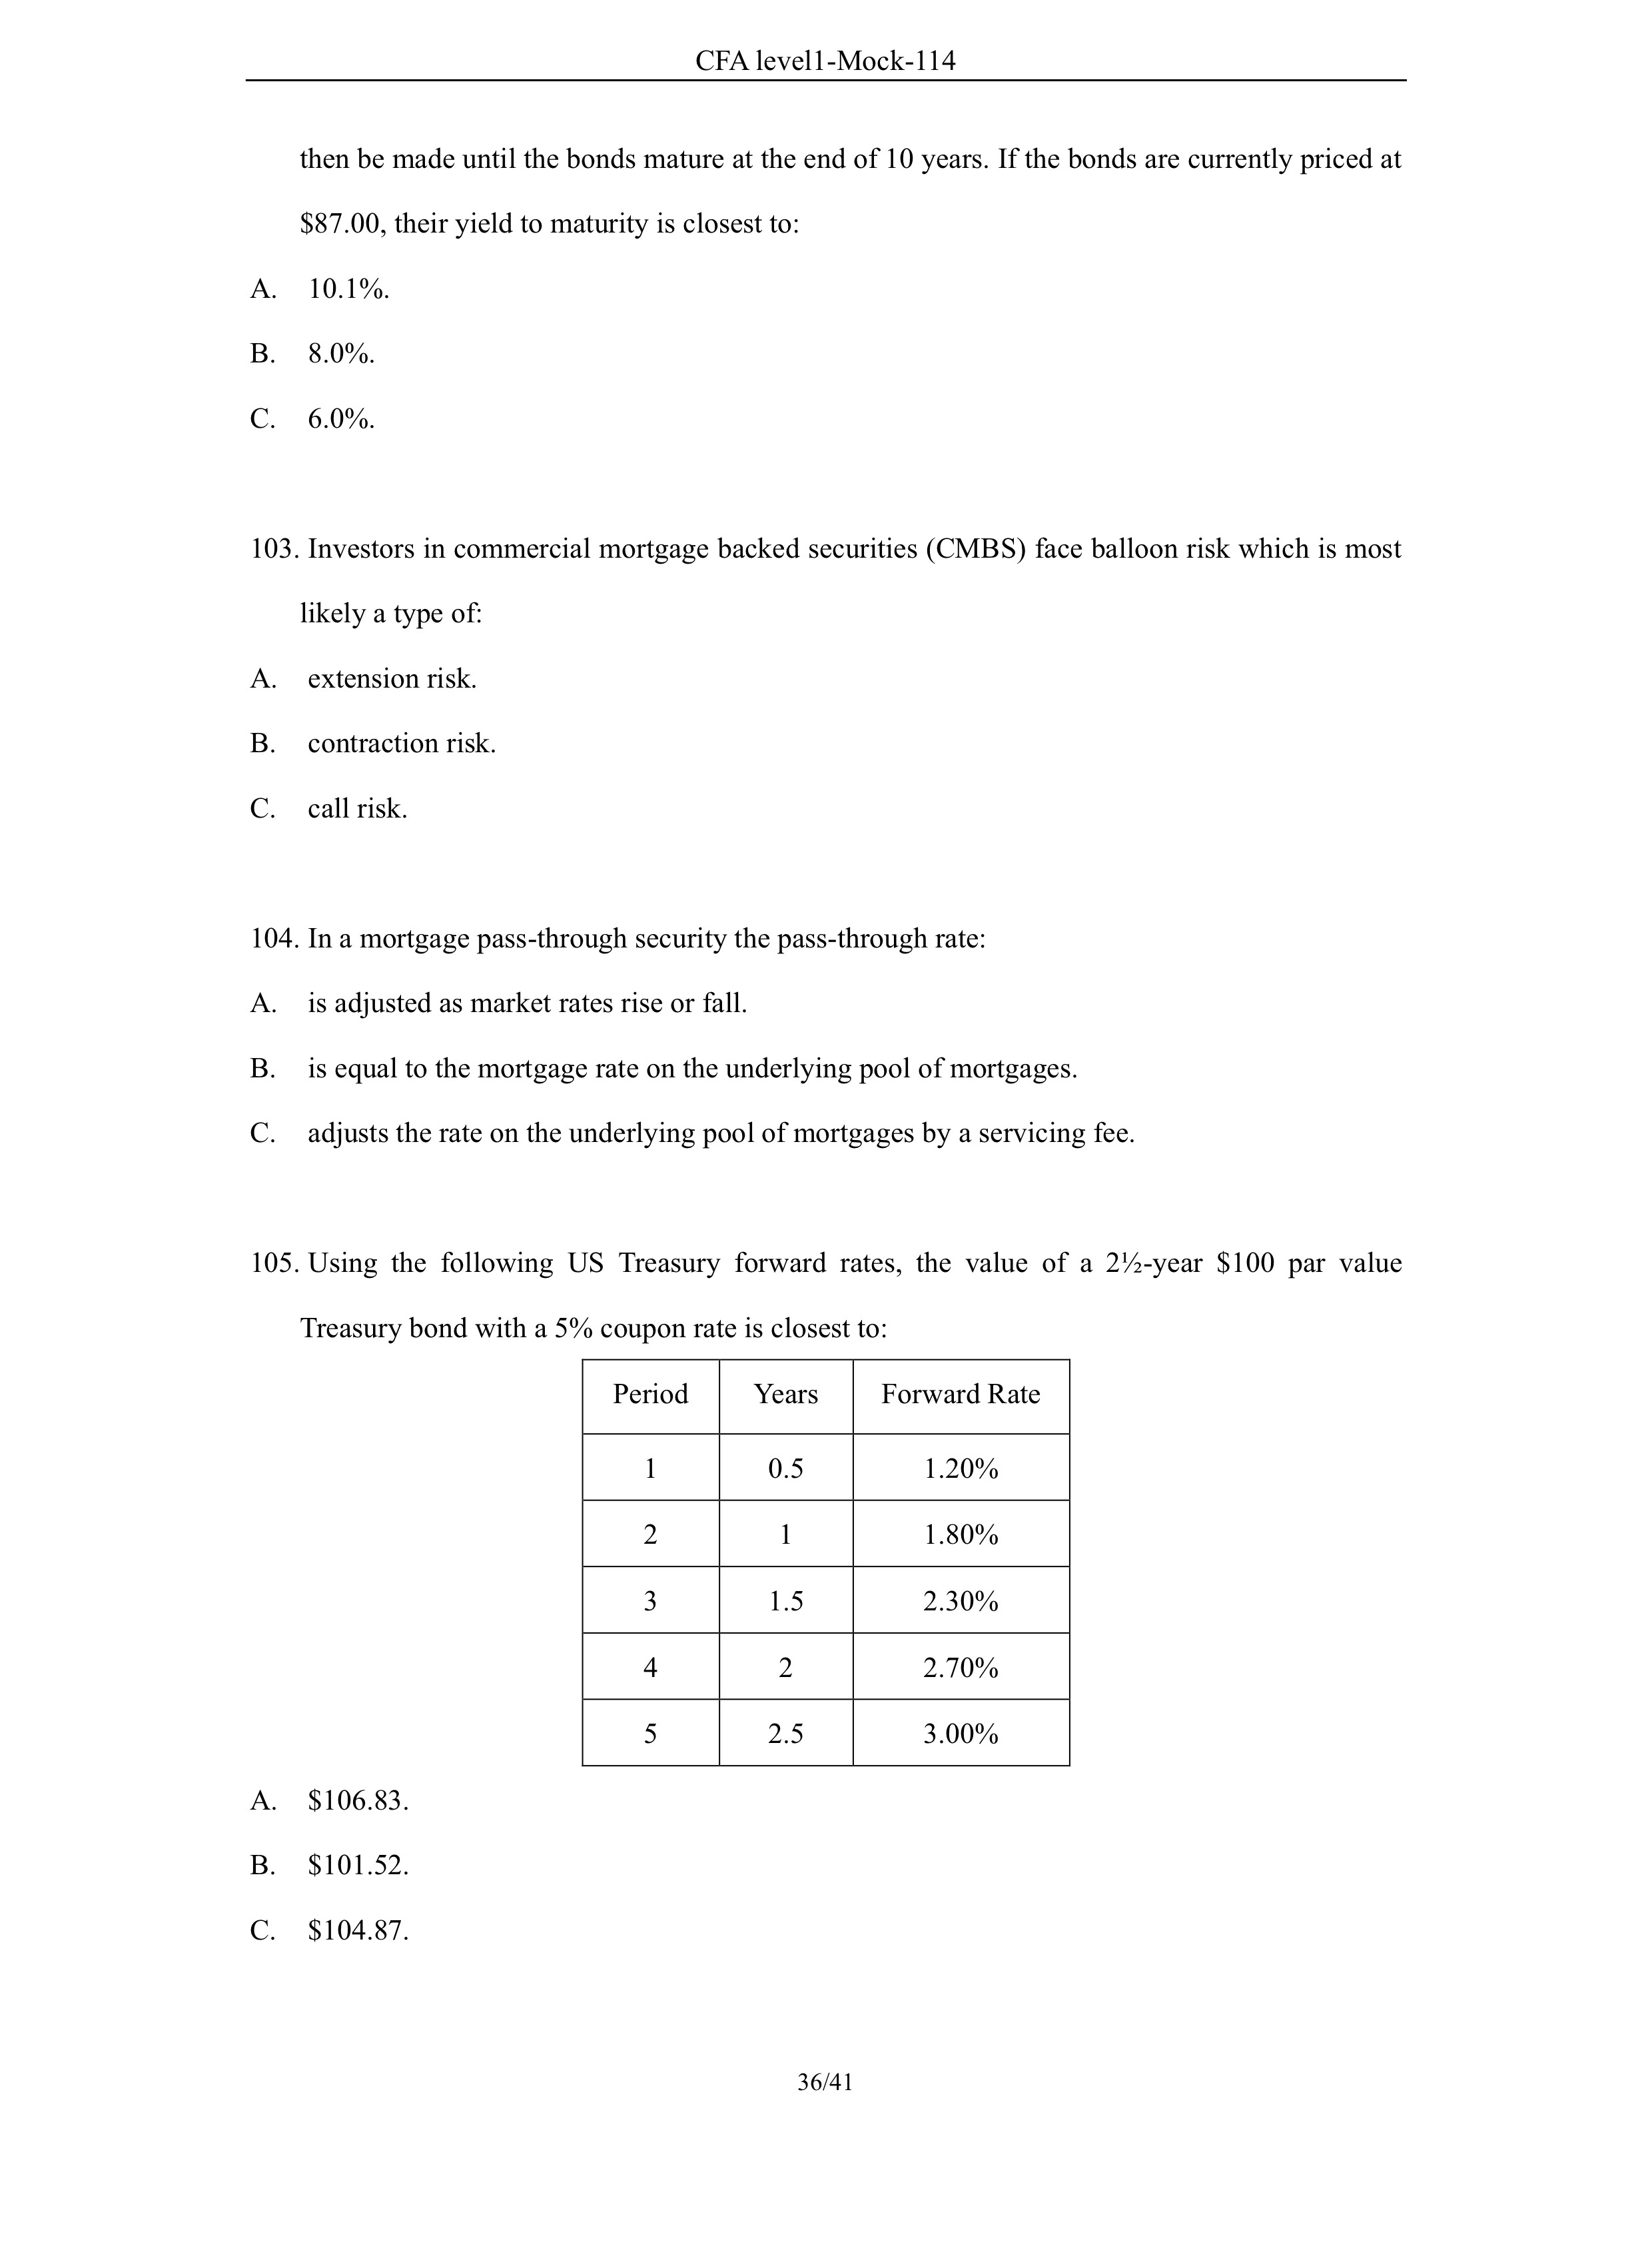 CFA level1-Mock-114
then be made until the bonds mature at the end of 10 years. If the bonds are currently priced at
$87.00, their yield to maturity is closest to:
A. 10.1%.
B. 8.0%.
C. 6.0%.
103. Investors in commercial mortgage backed securities (CMBS) face balloon risk which is most
likely a type of:
A. extension risk.
B. contraction risk.
C. call risk.
104. In a mortgage pass-through security the pass-through rate:
A. is adjusted as market rates rise or fall.
B. is equal to the mortgage rate on the underlying pool of mortgages.
C. adjusts the rate on the underlying pool of mortgages by a servicing fee.
105. Using the following US Treasury forward rates, the value of a 2½-year $100 par value
Treasury bond with a 5% coupon rate is closest to:
Period Years Forward Rate
1 0.5 1.20%
2 1 1.80%
3 1.5 2.30%
4 2 2.70%
5 2.5 3.00%
A. $106.83.
B. $101.52.
C. $104.87.
36/41